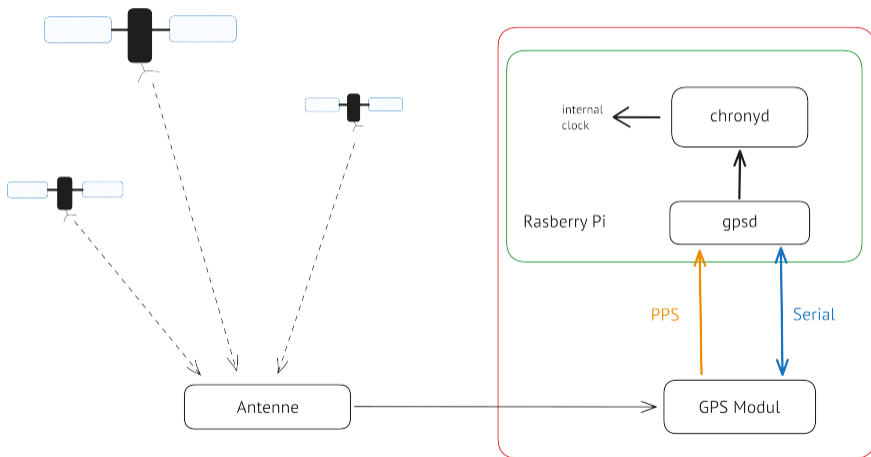 internal
clock
chronyd
Rasberry Pi
gpsd
PPS
Serial
Antenne
GPS Modul